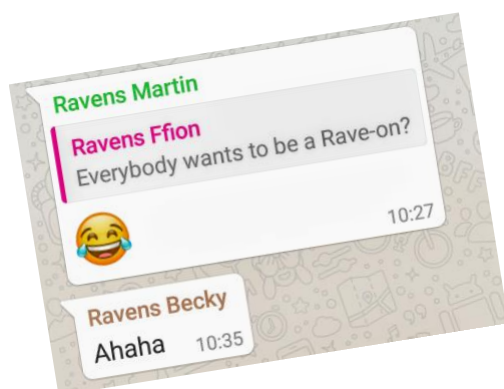 Ravens Martin
Ravens Ffion
Everybody wants to be a Rave-on?
😂
10:27
Ravens Becky
Ahaha 10:35